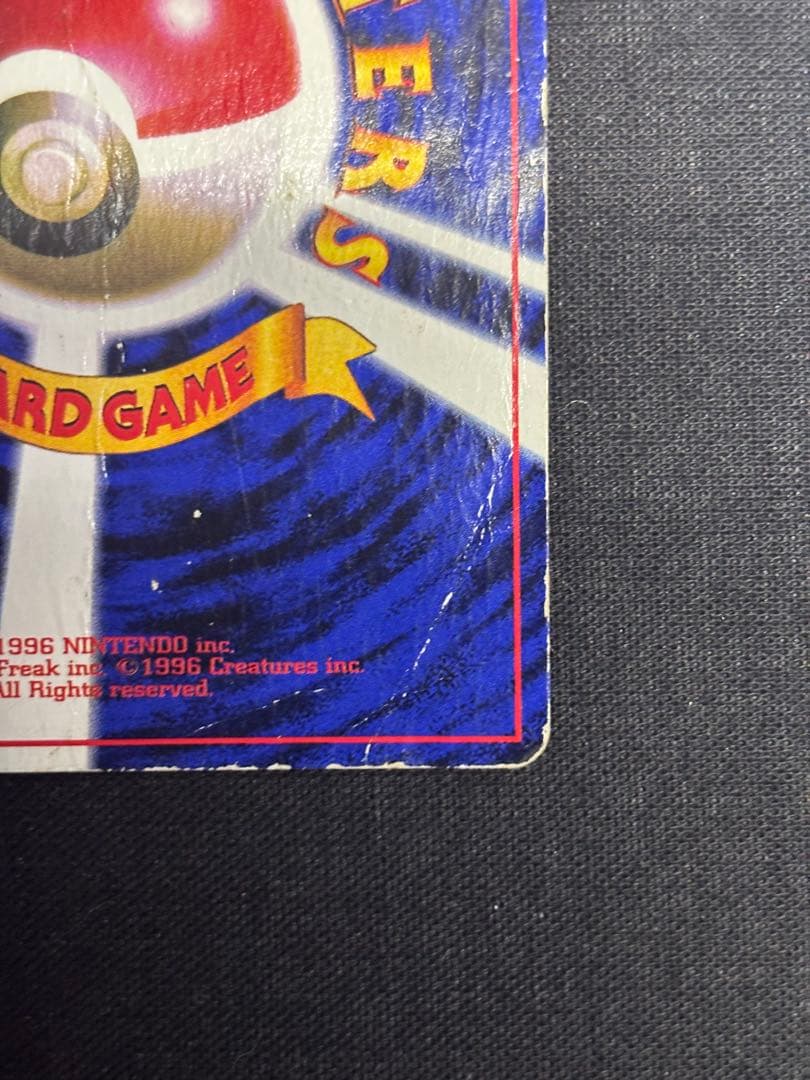 ERS
ARD GAME
1996 NINTENDO inc.
Freak inc. ©1996 Creatures inc.
All Rights reserved.